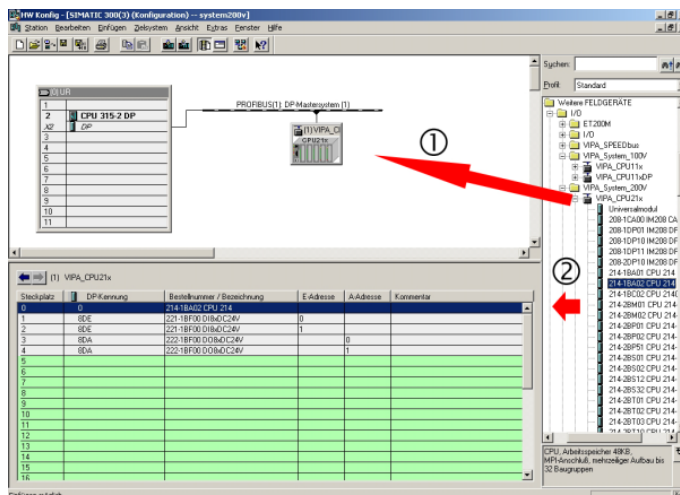 HW Konfig - [SIMATIC 300(3) (Konfiguration) -- system200v]
Station Bearbeiten Einfügen Zielsystem Ansicht Extras Fenster Hilfe
(0) UR
1
2 CPU 315-2 DP
X2 DP
3
4
5
6
7
8
9
10
11
PROFIBUS(1): DP-Mastersystem (1)
(1) VIPA_CI
CPU21x
①
②
Suchen:
Profil: Standard
Weitere FELDGERÄTE
I/O
ET200M
I/O
VIPA_SPEEDbus
VIPA_System_100V
VIPA_CPU11x
VIPA_CPU11xDP
VIPA_System_200V
VIPA_CPU21x
Universalmodul
208-1CA00 IM208 CA
208-1DP01 IM208 DF
208-1DP10 IM208 DF
208-1DP11 IM208 DF
208-2DP10 IM208 DF
214-1BA01 CPU 214
214-1BA02 CPU 214
214-1BC02 CPU 214C
214-2BM01 CPU 214-
214-2BM02 CPU 214-
214-2BP01 CPU 214-
214-2BP02 CPU 214-
214-2BP51 CPU 214-
214-2BS01 CPU 214-
214-2BS02 CPU 214-
214-2BS12 CPU 214-
214-2BS32 CPU 214-
214-2BT01 CPU 214-
214-2BT02 CPU 214-
214-2BT03 CPU 214-
214-2BT10 CPU 214-
CPU, Arbeitsspeicher 48KB,
MPI-Anschluß, mehrzeiliger Aufbau bis
32 Baugruppen
(1) VIPA_CPU21x
Steckplatz DP-Kennung Bestellnummer / Bezeichnung E-Adresse A-Adresse Kommentar
0 0 214-1BA02 CPU 214
1 8DE 221-1BF00 DI8xDC24V 0
2 8DE 221-1BF00 DI8xDC24V 1
3 8DA 222-1BF00 DO8xDC24V 0
4 8DA 222-1BF00 DO8xDC24V 1
5
6
7
8
9
10
11
12
13
14
15
16